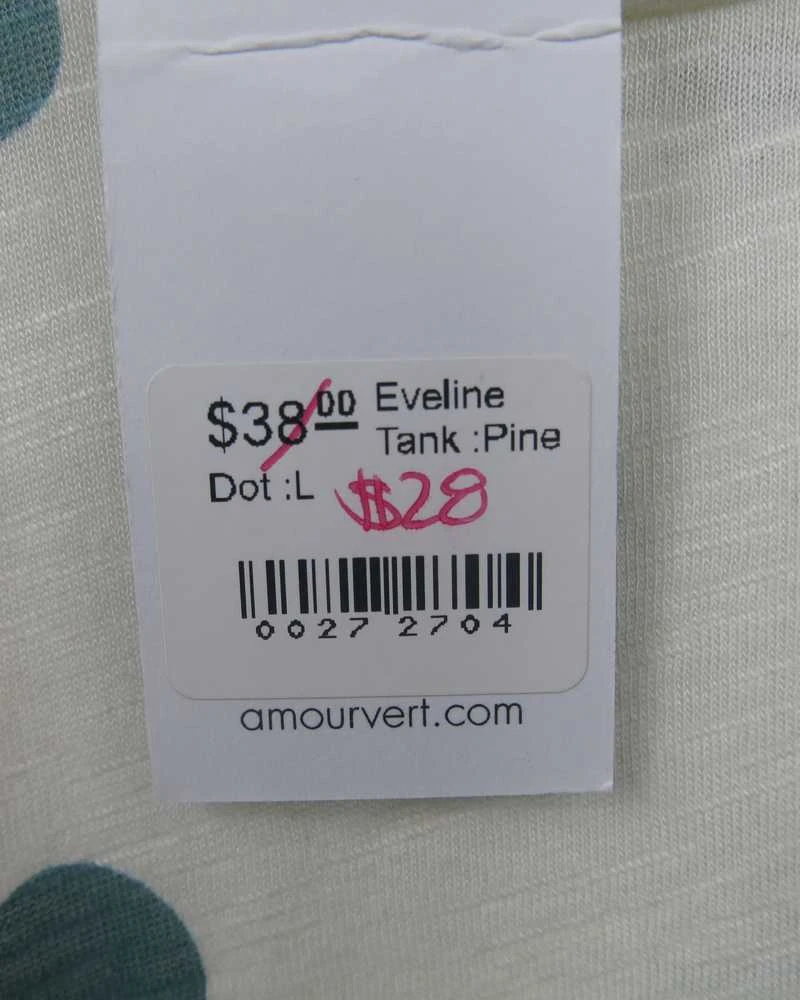 $38.00 Eveline
Tank :Pine
Dot :L $28
0027 2704
amourvert.com